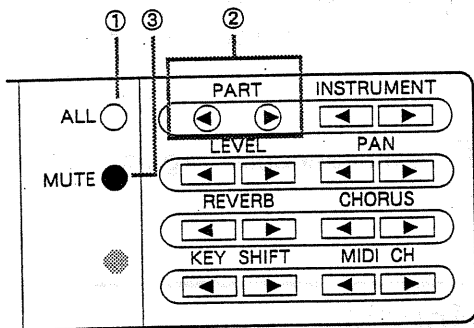 ① ③ ②
PART INSTRUMENT
ALL
LEVEL PAN
MUTE
REVERB CHORUS
KEY SHIFT MIDI CH